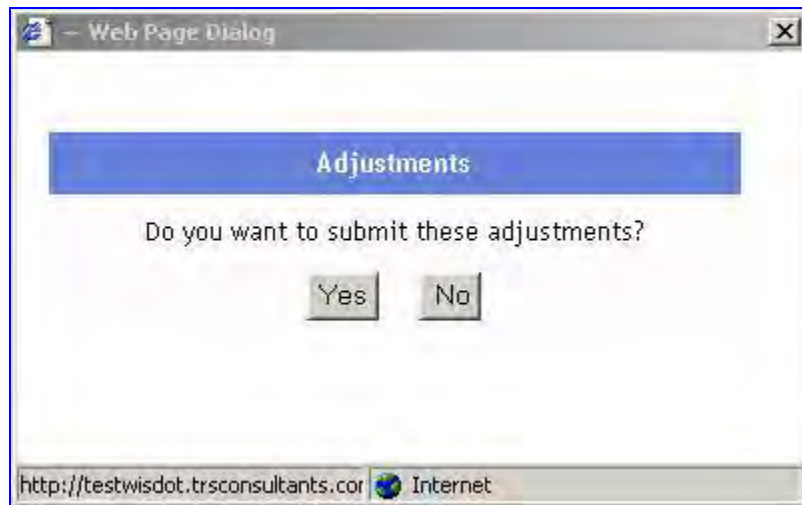 -- Web Page Dialog
Adjustments
Do you want to submit these adjustments?
Yes No
http://testwisdot.trsconsultants.cor Internet